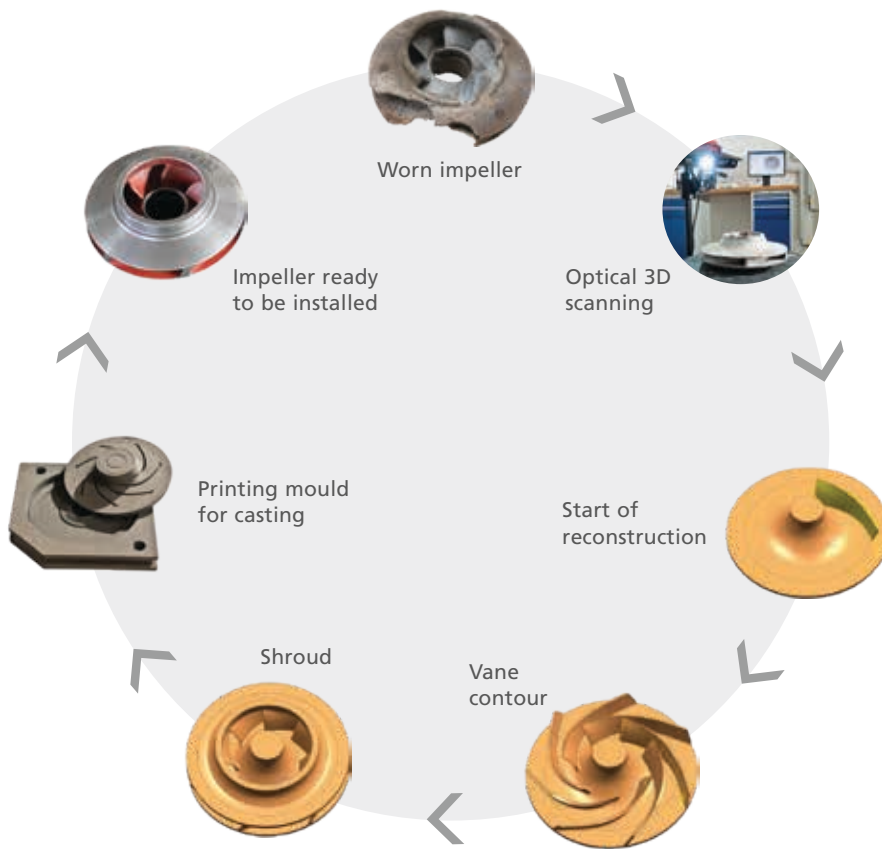 Worn impeller
Optical 3D
scanning
Start of
reconstruction
Vane
contour
Shroud
Printing mould
for casting
Impeller ready
to be installed